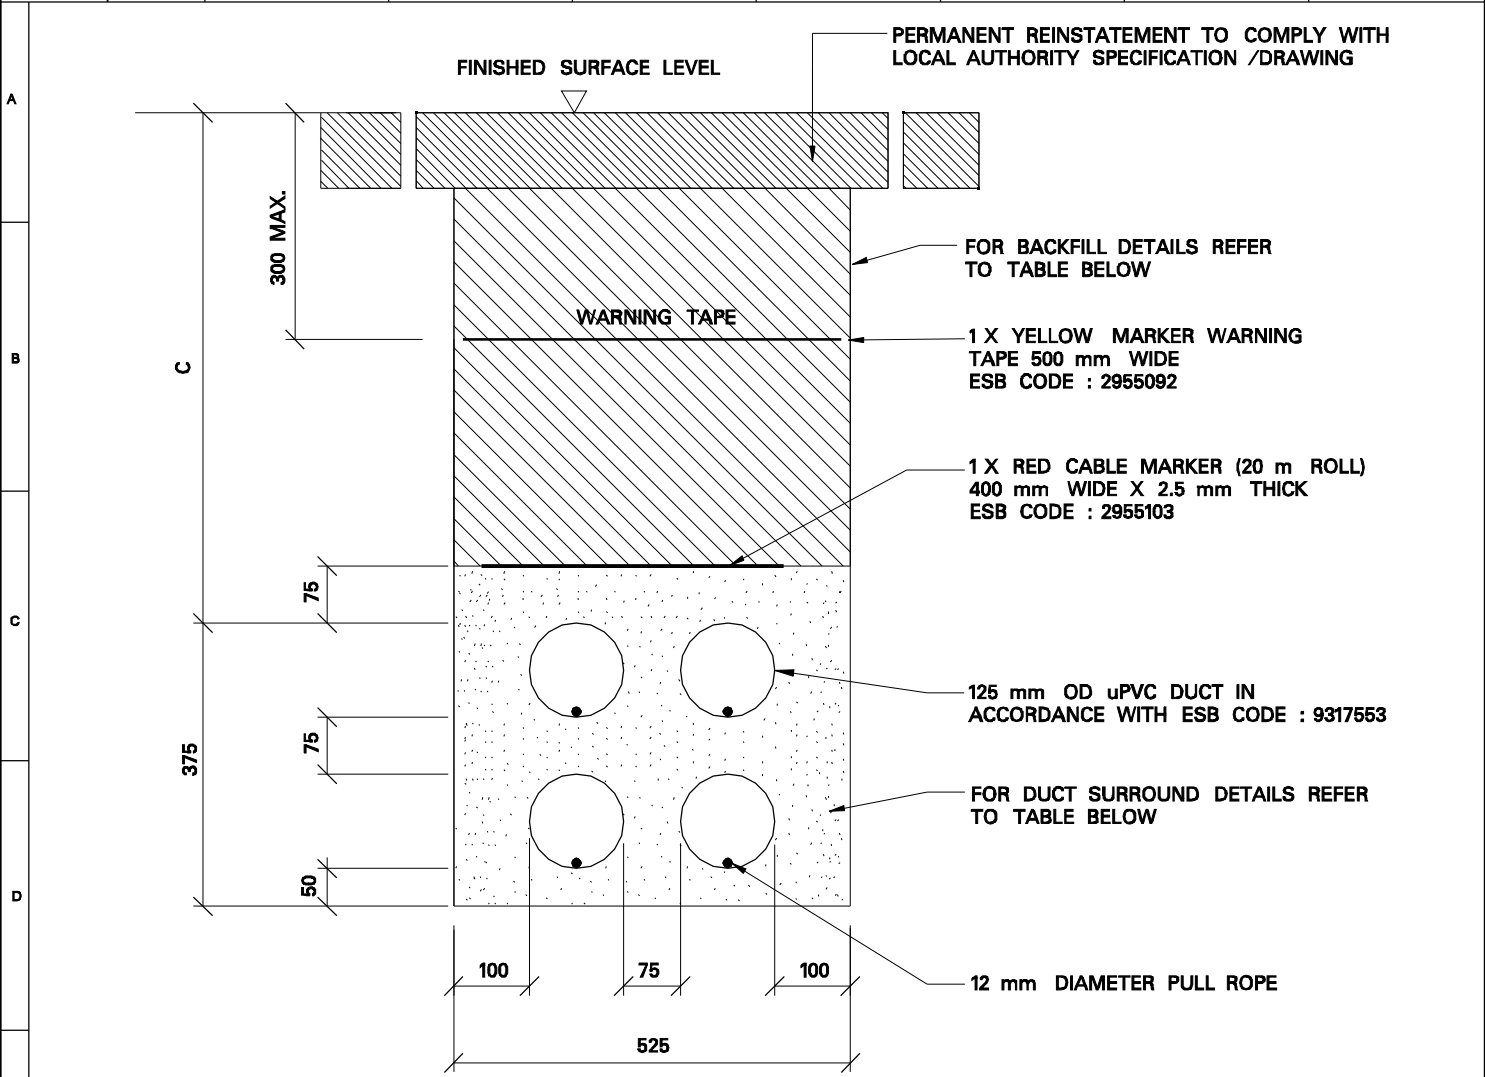 PERMANENT REINSTATEMENT TO COMPLY WITH
LOCAL AUTHORITY SPECIFICATION /DRAWING
FINISHED SURFACE LEVEL
A
300 MAX.
FOR BACKFILL DETAILS REFER
TO TABLE BELOW
WARNING TAPE
1 X YELLOW MARKER WARNING
TAPE 500 mm WIDE
ESB CODE : 2955092
B
C
1 X RED CABLE MARKER (20 m ROLL)
400 mm WIDE X 2.5 mm THICK
ESB CODE : 2955103
75
C
125 mm OD uPVC DUCT IN
ACCORDANCE WITH ESB CODE : 9317553
75
375
FOR DUCT SURROUND DETAILS REFER
TO TABLE BELOW
50
D
100
75
100
12 mm DIAMETER PULL ROPE
525